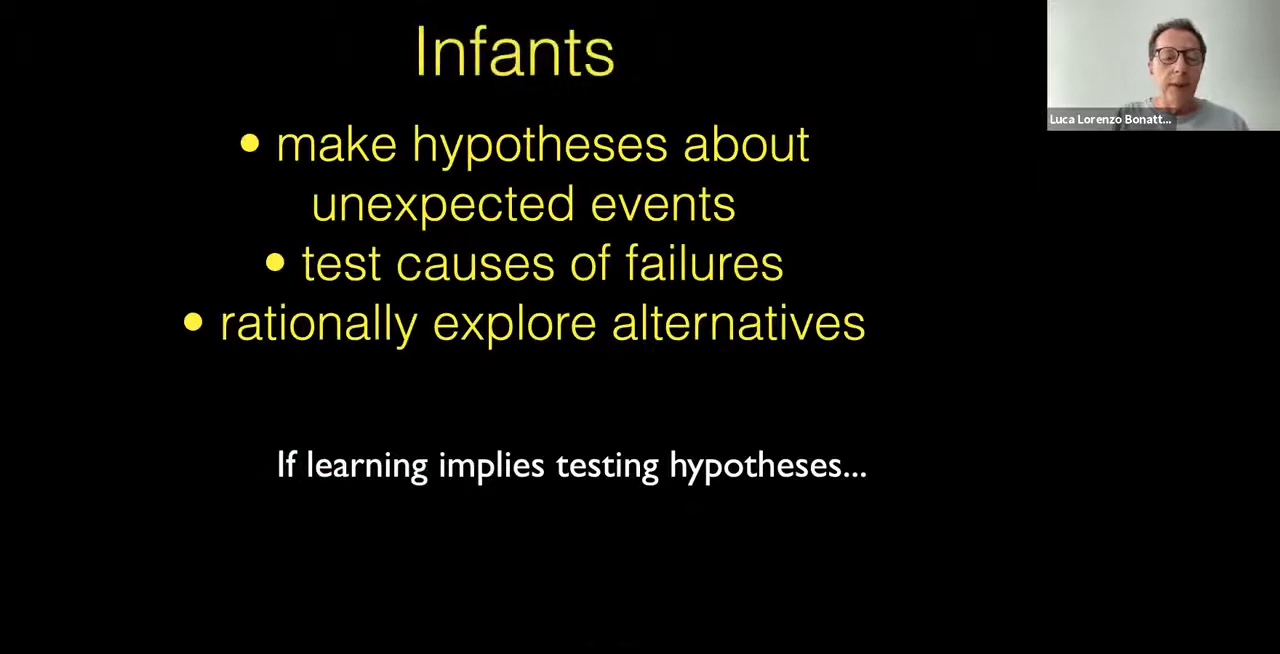 Infants
• make hypotheses about
unexpected events
• test causes of failures
• rationally explore alternatives
If learning implies testing hypotheses...
Luca Lorenzo Bonatt...